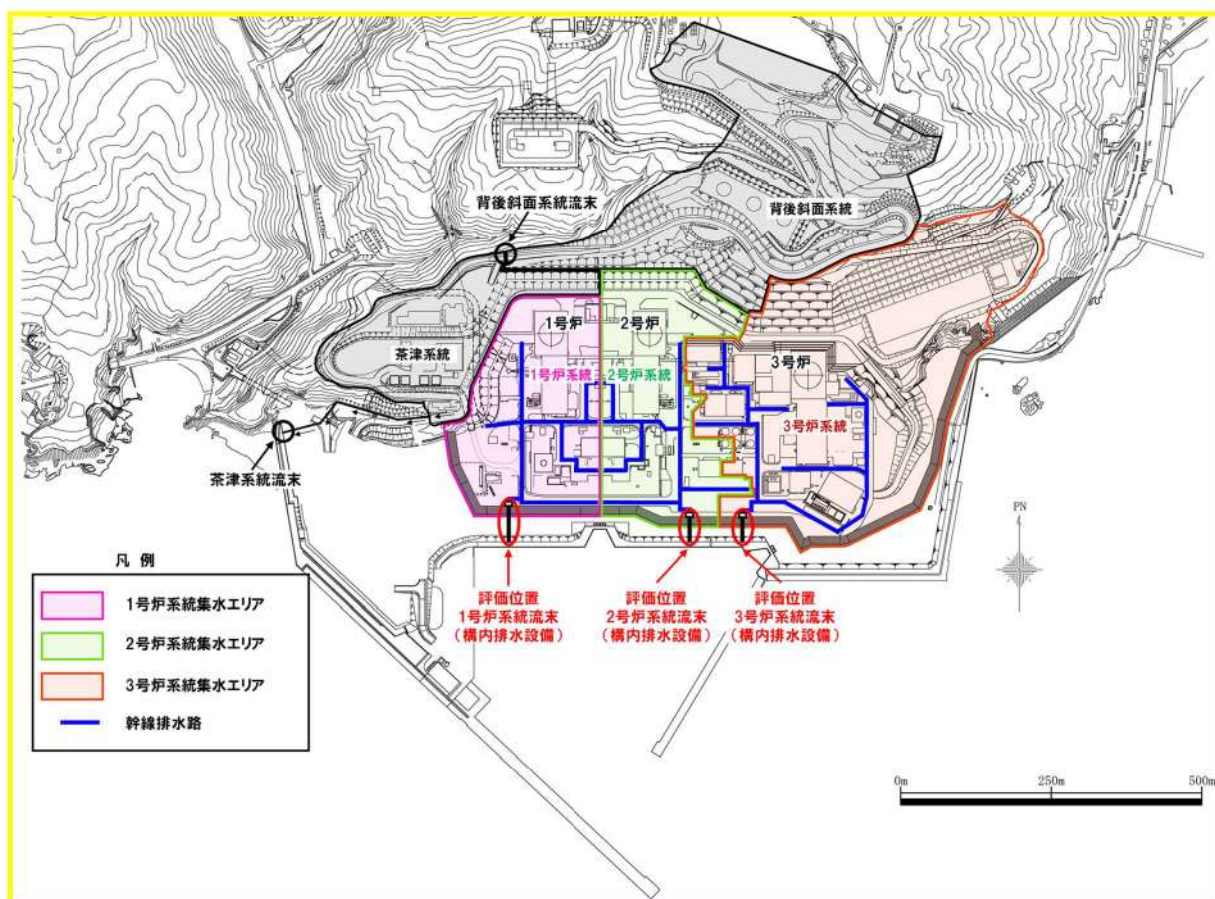 背後斜面系統流末
背後斜面系統
1号炉
2号炉
3号炉
茶津系統
1号炉系統
2号炉系統
3号炉系統
茶津系統流末
PN
評価位置
1号炉系統流末
(構内排水設備)
評価位置
2号炉系統流末
(構内排水設備)
評価位置
3号炉系統流末
(構内排水設備)
凡 例
1号炉系統集水エリア
2号炉系統集水エリア
3号炉系統集水エリア
幹線排水路
0m 250m 500m